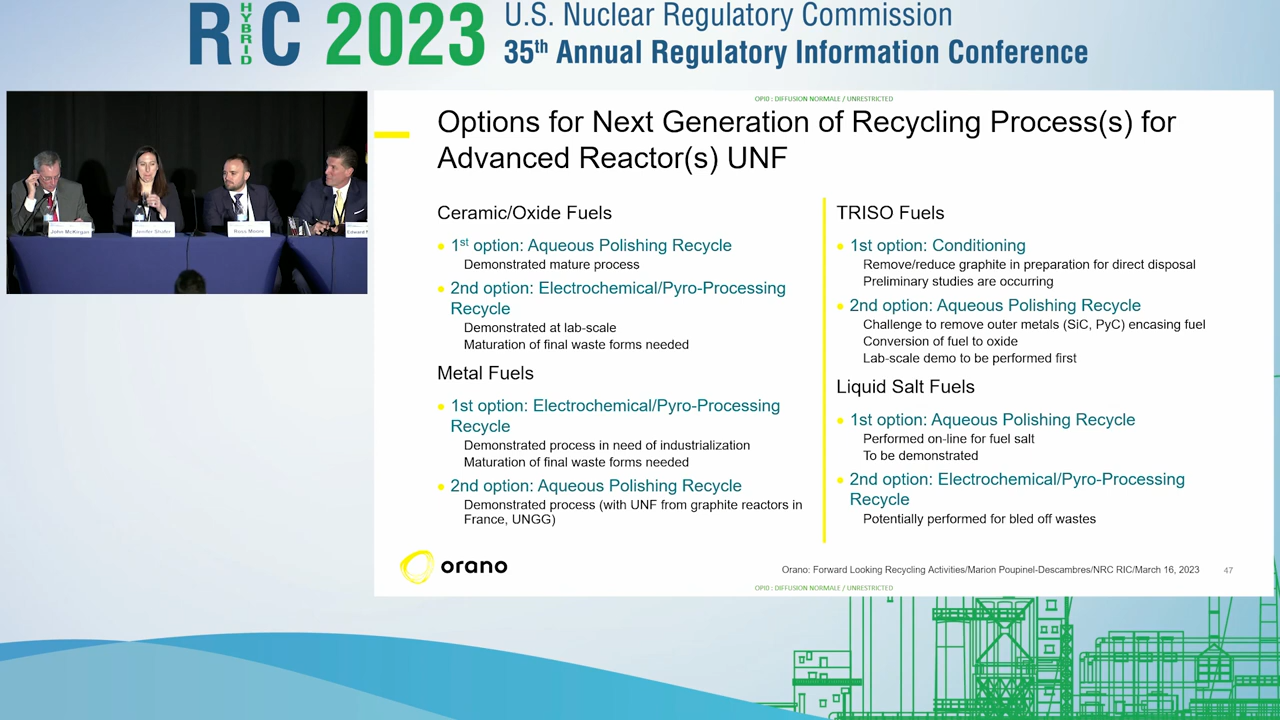 RIC 2023
HYBRID
U.S. Nuclear Regulatory Commission
35th Annual Regulatory Information Conference
John McKirgan
Jenifer Shafer
Ross Moore
Edward
OPI0 : DIFFUSION NORMALE / UNRESTRICTED
Options for Next Generation of Recycling Process(s) for
Advanced Reactor(s) UNF
Ceramic/Oxide Fuels
1st option: Aqueous Polishing Recycle
Demonstrated mature process
2nd option: Electrochemical/Pyro-Processing
Recycle
Demonstrated at lab-scale
Maturation of final waste forms needed
Metal Fuels
1st option: Electrochemical/Pyro-Processing
Recycle
Demonstrated process in need of industrialization
Maturation of final waste forms needed
2nd option: Aqueous Polishing Recycle
Demonstrated process (with UNF from graphite reactors in
France, UNGG)
TRISO Fuels
1st option: Conditioning
Remove/reduce graphite in preparation for direct disposal
Preliminary studies are occurring
2nd option: Aqueous Polishing Recycle
Challenge to remove outer metals (SiC, PyC) encasing fuel
Conversion of fuel to oxide
Lab-scale demo to be performed first
Liquid Salt Fuels
1st option: Aqueous Polishing Recycle
Performed on-line for fuel salt
To be demonstrated
2nd option: Electrochemical/Pyro-Processing
Recycle
Potentially performed for bled off wastes
orano
Orano: Forward Looking Recycling Activities/Marion Poupinel-Descambres/NRC RIC/March 16, 2023
47
OPI0 : DIFFUSION NORMALE / UNRESTRICTED